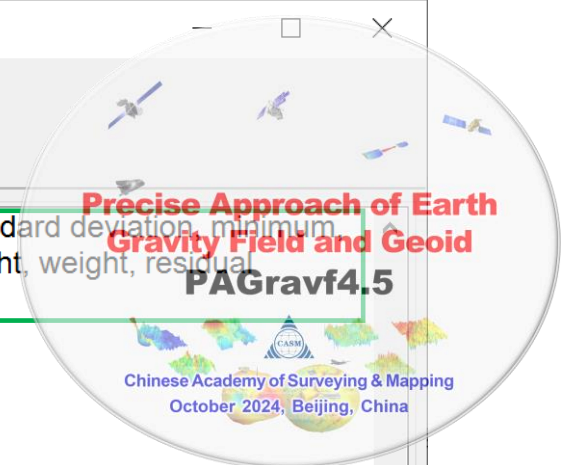 Precise Approach of Earth
dard deviation, minimum,
Gravity Field and Geoid
ht, weight, residual
PAGravf4.5
CASM
Chinese Academy of Surveying & Mapping
October 2024, Beijing, China